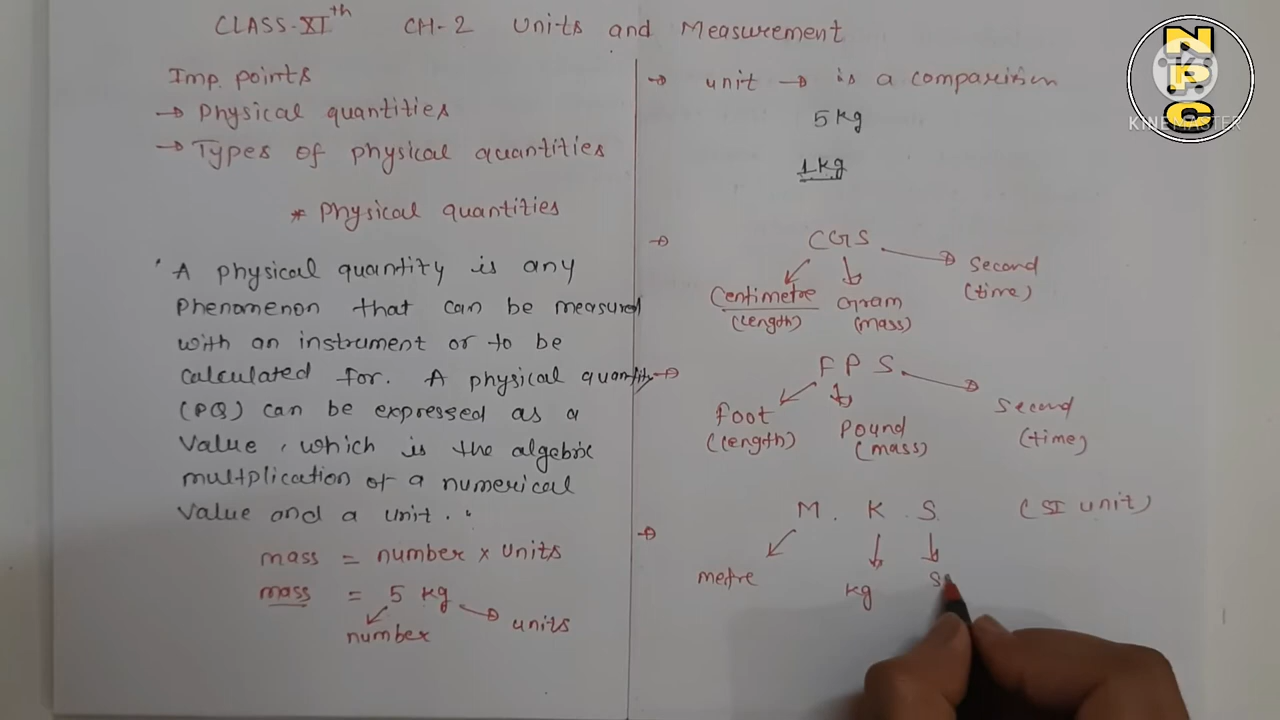 CLASS-XIth CH-2 Units and Measurement
Imp. points
→ Physical quantities
→ Types of physical quantities
* Physical quantities
' A physical quantity is any
Phenomenon that can be measured
with an instrument or to be
calculated for. A physical quantity
(PQ) can be expressed as a
Value, which is the algebric
multplication of a numerical
Value and a unit. "
mass = number x units
mass = 5 kg
number units
→ unit → is a comparision
5 kg
1 kg
→ CGS
Centimetre Gram Second
(length) (mass) (time)
→ F P S
foot Pound Second
(length) (mass) (time)
→ M. K. S (SI unit)
metre kg s
NPC
KINEMASTER